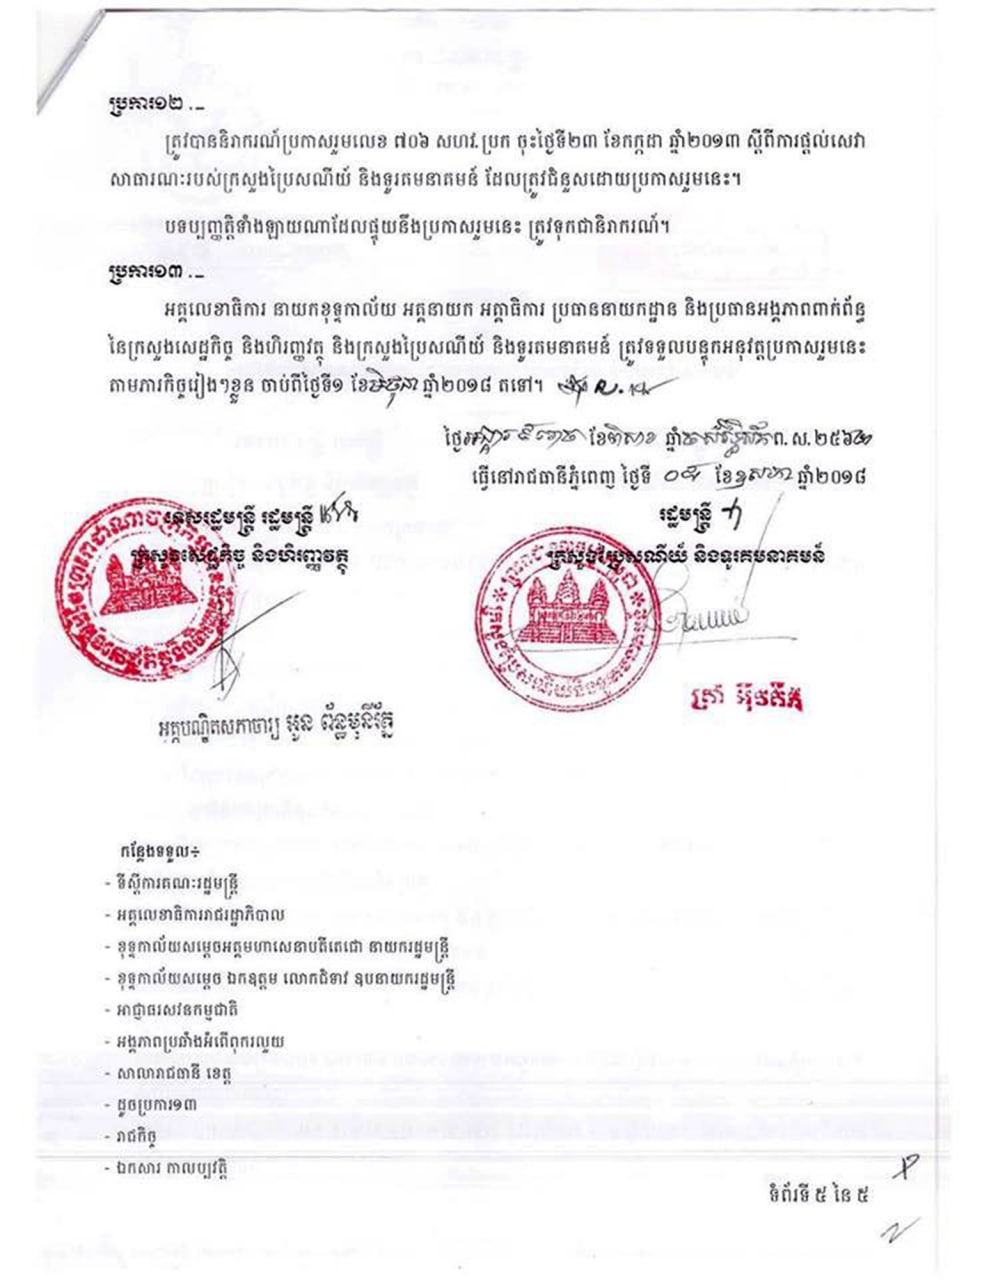 ប្រការ១២ ._
ត្រូវបាននិរាករណ៍ប្រកាសរួមលេខ ៧០៦ សហវ.ប្រក ចុះថ្ងៃទី២៣ ខែកក្កដា ឆ្នាំ២០១៣ ស្តីពីការផ្តល់សេវា
សាធារណៈរបស់ក្រសួងប្រៃសណីយ៍ និងទូរគមនាគមន៍ ដែលត្រូវជំនួសដោយប្រកាសរួមនេះ។
បទប្បញ្ញត្តិទាំងឡាយណាដែលផ្ទុយនឹងប្រកាសរួមនេះ ត្រូវទុកជានិរាករណ៍។
ប្រការ១៣ ._
អគ្គលេខាធិការ នាយកខុទ្ទកាល័យ អគ្គនាយក អគ្គាធិការ ប្រធាននាយកដ្ឋាន និងប្រធានអង្គភាពពាក់ព័ន្ធ
នៃក្រសួងសេដ្ឋកិច្ច និងហិរញ្ញវត្ថុ និងក្រសួងប្រៃសណីយ៍ និងទូរគមនាគមន៍ ត្រូវទទួលបន្ទុកអនុវត្តប្រកាសរួមនេះ
តាមភារកិច្ចរៀងៗខ្លួន ចាប់ពីថ្ងៃទី១ ខែមិថុនា ឆ្នាំ២០១៨ តទៅ។
ថ្ងៃអង្គារ ខែពិសាខ ឆ្នាំ ព.ស.២៥៦
ធ្វើនៅរាជធានីភ្នំពេញ ថ្ងៃទី ០៨ ខែឧសភា ឆ្នាំ២០១៨
ទេសរដ្ឋមន្ត្រី រដ្ឋមន្ត្រី
ក្រសួងសេដ្ឋកិច្ច និងហិរញ្ញវត្ថុ
រដ្ឋមន្ត្រី
ក្រសួងប្រៃសណីយ៍ និងទូរគមនាគមន៍
ត្រាំ អ៊ីវតឹក
អគ្គបណ្ឌិតសភាចារ្យ អូន ព័ន្ធមុនីរ័ត្ន
កន្លែងទទួល៖
- ទីស្តីការគណៈរដ្ឋមន្ត្រី
- អគ្គលេខាធិការរាជរដ្ឋាភិបាល
- ខុទ្ទកាល័យសម្តេចអគ្គមហាសេនាបតីតេជោ នាយករដ្ឋមន្ត្រី
- ខុទ្ទកាល័យសម្តេច ឯកឧត្តម លោកជំទាវ ឧបនាយករដ្ឋមន្ត្រី
- អាជ្ញាធរសវនកម្មជាតិ
- អង្គភាពប្រឆាំងអំពើពុករលួយ
- សាលារាជធានី ខេត្ត
- ដូចប្រការ១៣
- រាជកិច្ច
- ឯកសារ កាលប្បវត្តិ
ទំព័រទី ៥ នៃ ៥